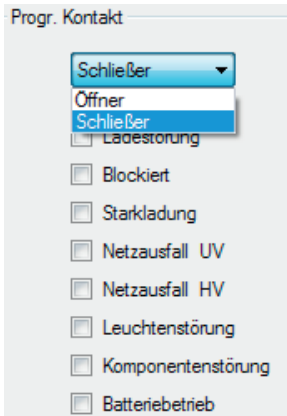 Progr. Kontakt
Schließer
Öffner
Schließer
Ladestörung
Blockiert
Starkladung
Netzausfall UV
Netzausfall HV
Leuchtenstörung
Komponentenstörung
Batteriebetrieb